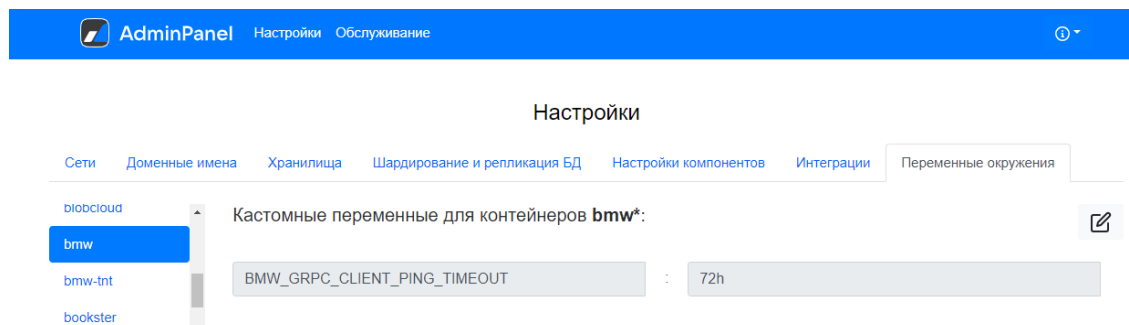 AdminPanel Настройки Обслуживание
Настройки
Сети Доменные имена Хранилища Шардирование и репликация БД Настройки компонентов Интеграции Переменные окружения
blobcloud
Кастомные переменные для контейнеров bmw*:
bmw
BMW_GRPC_CLIENT_PING_TIMEOUT : 72h
bmw-tnt
bookster